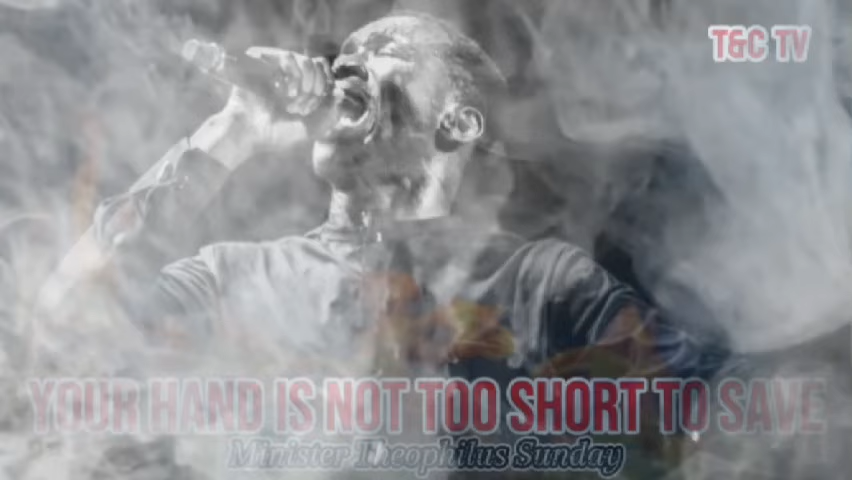 T&C TV
YOUR HAND IS NOT TOO SHORT TO SAVE
Minister Theophilus Sunday